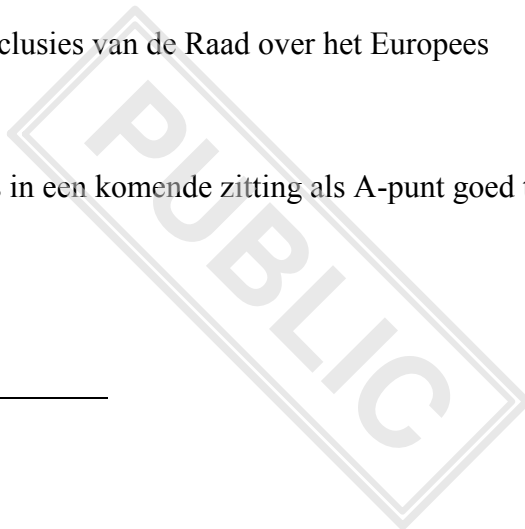 clusies van de Raad over het Europees
in een komende zitting als A-punt goed
PUBLIC